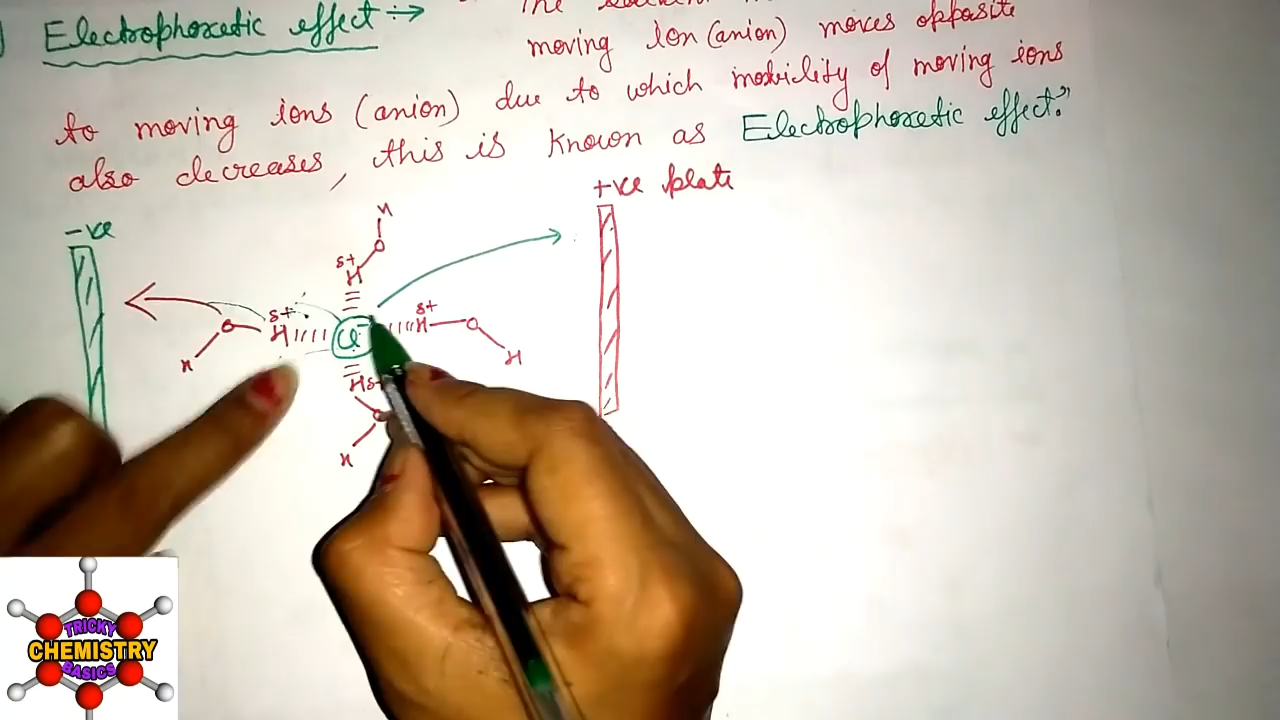 ) Electrophoretic effect :→ The
moving ion (anion) moves opposite
to moving ions (anion) due to which mobility of moving ions
also decreases, this is known as Electrophoretic effect."
-ve
+ve plate
H
O
δ+
H
O H δ+ H Cl⁻ δ+ H O
H
H
H δ+
O
H
TRICKY
CHEMISTRY
BASICS